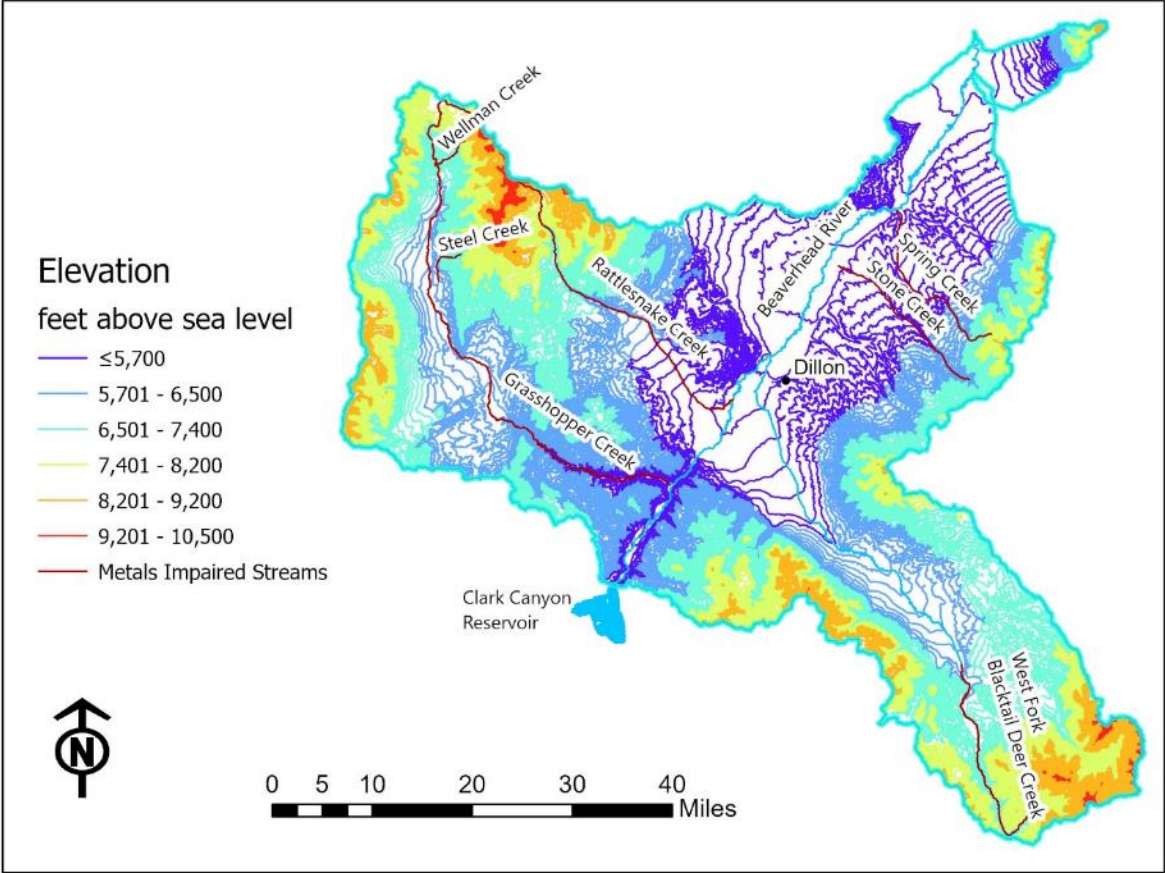 Elevation
feet above sea level
≤5,700
5,701 - 6,500
6,501 - 7,400
7,401 - 8,200
8,201 - 9,200
9,201 - 10,500
Metals Impaired Streams
Wellman Creek
Steel Creek
Rattlesnake Creek
Grasshopper Creek
Beaverhead River
Spring Creek
Stone Creek
Dillon
Clark Canyon
Reservoir
West Fork
Blacktail Deer Creek
N
0 5 10 20 30 40
Miles